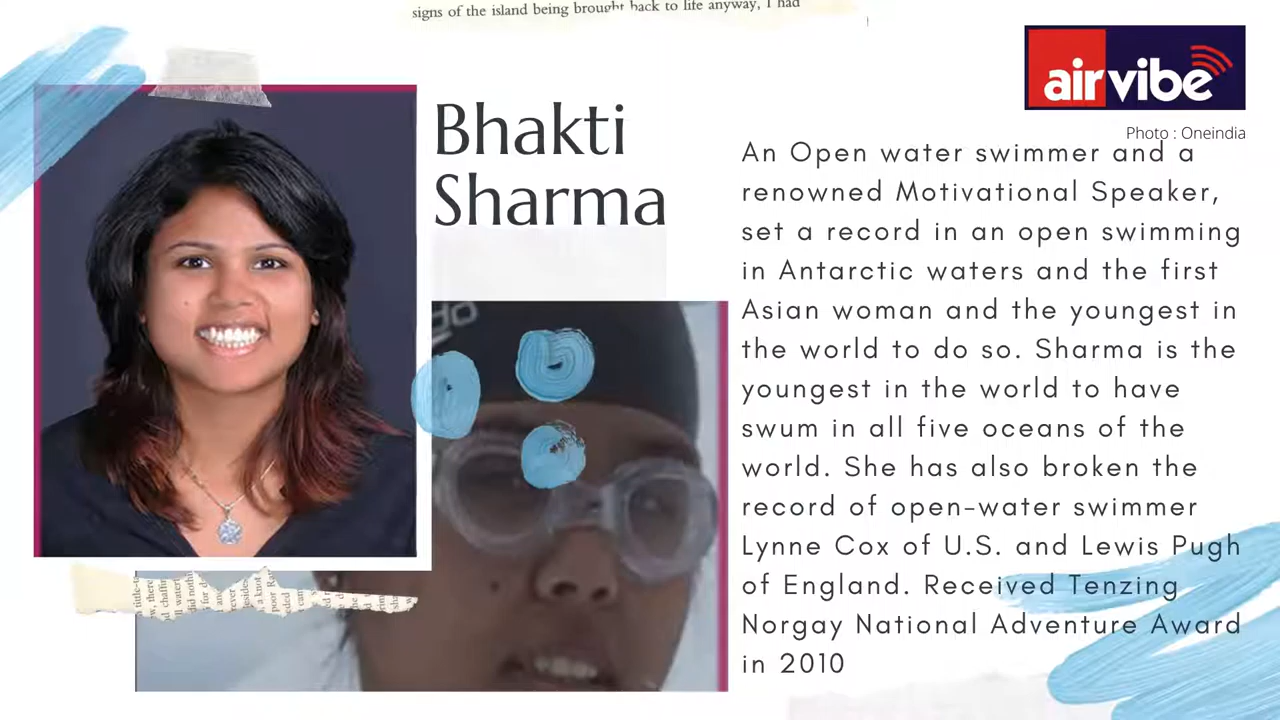 signs of the island being brought back to life anyway, I had
airvibe
Photo : Oneindia
Bhakti
Sharma
An Open water swimmer and a
renowned Motivational Speaker,
set a record in an open swimming
in Antarctic waters and the first
Asian woman and the youngest in
the world to do so. Sharma is the
youngest in the world to have
swum in all five oceans of the
world. She has also broken the
record of open-water swimmer
Lynne Cox of U.S. and Lewis Pugh
of England. Received Tenzing
Norgay National Adventure Award
in 2010